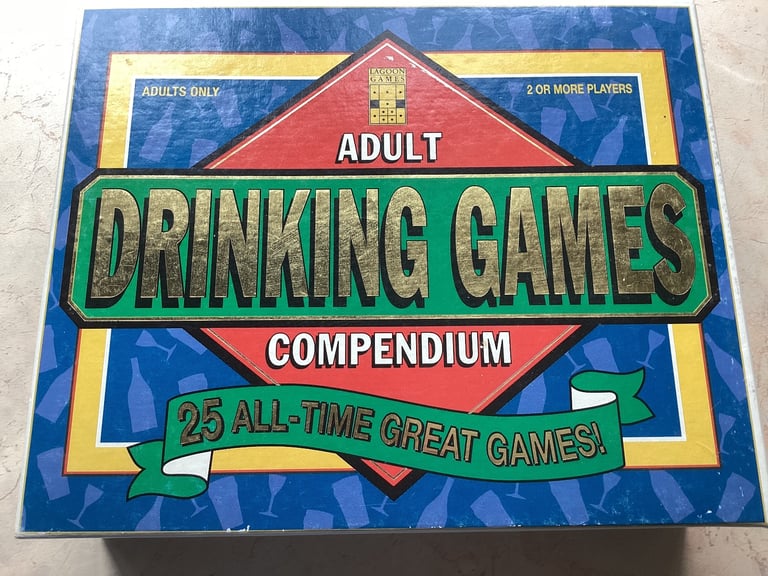 LAGOON
GAMES
ADULTS ONLY
2 OR MORE PLAYERS
ADULT
DRINKING GAMES
COMPENDIUM
25 ALL-TIME GREAT GAMES!